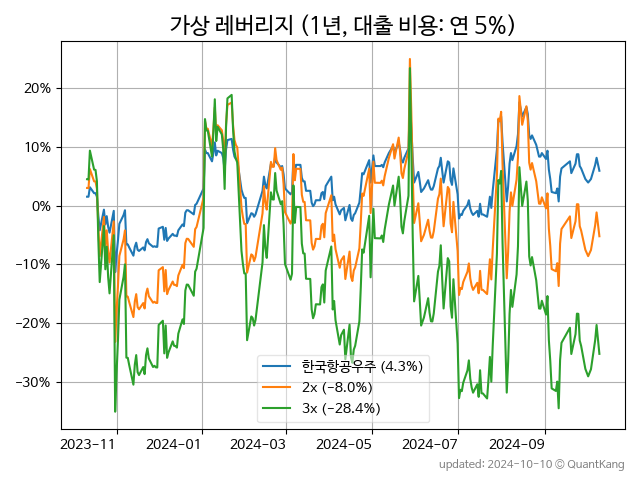 가상 레버리지 (1년, 대출 비용: 연 5%)
20%
10%
0%
−10%
−20%
−30%
한국항공우주 (4.3%)
2x (-8.0%)
3x (-28.4%)
2023-11
2024-01
2024-03
2024-05
2024-07
2024-09
updated: 2024-10-10 © QuantKang